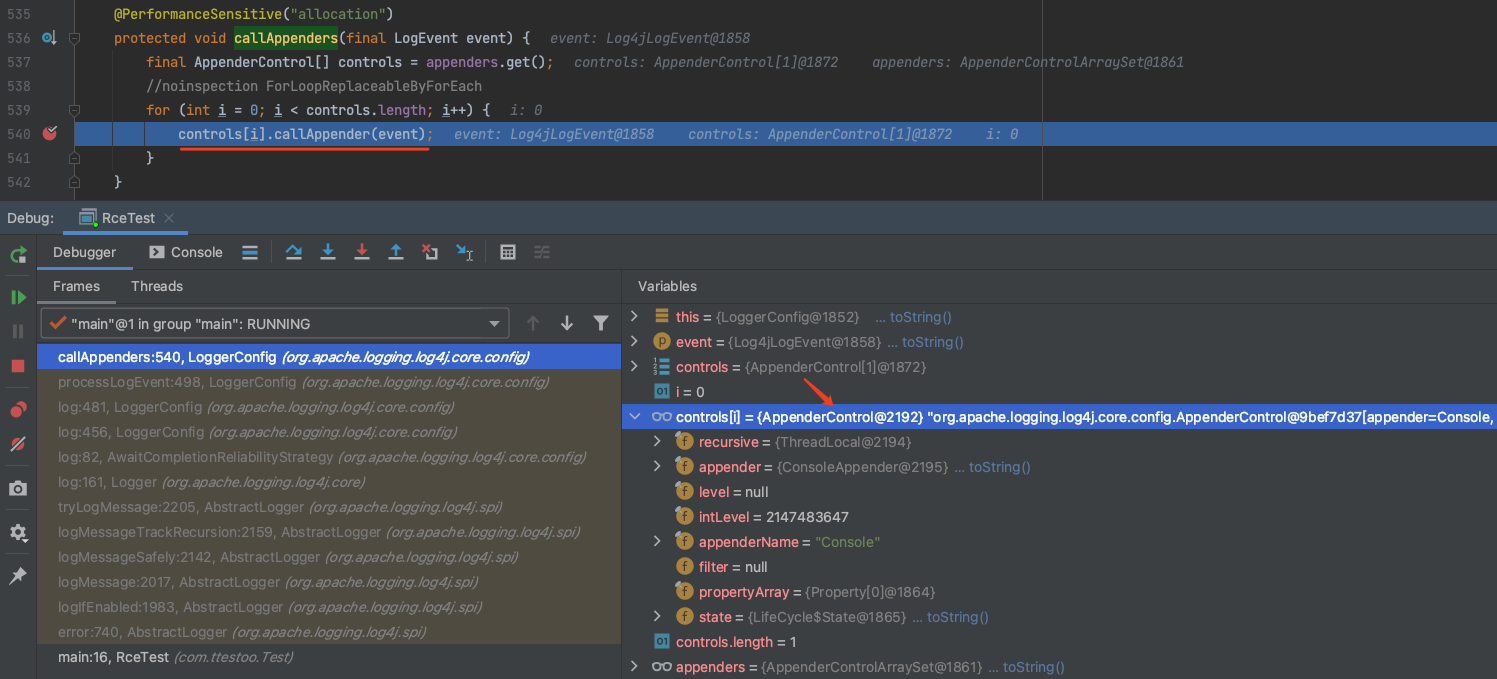 535 @PerformanceSensitive("allocation")
536 protected void callAppenders(final LogEvent event) { event: Log4jLogEvent@1858
537 final AppenderControl[] controls = appenders.get(); controls: AppenderControl[1]@1872 appenders: AppenderControlArraySet@1861
538 //noinspection ForLoopReplaceableByForEach
539 for (int i = 0; i < controls.length; i++) { i: 0
540 controls[i].callAppender(event); event: Log4jLogEvent@1858 controls: AppenderControl[1]@1872 i: 0
541 }
542 }
Debug: RceTest
Debugger Console
Frames Threads
"main"@1 in group "main": RUNNING
callAppenders:540, LoggerConfig (org.apache.logging.log4j.core.config)
processLogEvent:498, LoggerConfig (org.apache.logging.log4j.core.config)
log:481, LoggerConfig (org.apache.logging.log4j.core.config)
log:456, LoggerConfig (org.apache.logging.log4j.core.config)
log:82, AwaitCompletionReliabilityStrategy (org.apache.logging.log4j.core.config)
log:161, Logger (org.apache.logging.log4j.core)
tryLogMessage:2205, AbstractLogger (org.apache.logging.log4j.spi)
logMessageTrackRecursion:2159, AbstractLogger (org.apache.logging.log4j.spi)
logMessageSafely:2142, AbstractLogger (org.apache.logging.log4j.spi)
logMessage:2017, AbstractLogger (org.apache.logging.log4j.spi)
logIfEnabled:1983, AbstractLogger (org.apache.logging.log4j.spi)
error:740, AbstractLogger (org.apache.logging.log4j.spi)
main:16, RceTest (com.ttestoo.Test)
Variables
this = {LoggerConfig@1852} ... toString()
p event = {Log4jLogEvent@1858} ... toString()
controls = {AppenderControl[1]@1872}
01 i = 0
controls[i] = {AppenderControl@2192} "org.apache.logging.log4j.core.config.AppenderControl@9bef7d37[appender=Console,
f recursive = {ThreadLocal@2194}
f appender = {ConsoleAppender@2195} ... toString()
f level = null
f intLevel = 2147483647
f appenderName = "Console"
f filter = null
f propertyArray = {Property[0]@1864}
f state = {LifeCycle$State@1865} ... toString()
01 controls.length = 1
appenders = {AppenderControlArraySet@1861} ... toString()